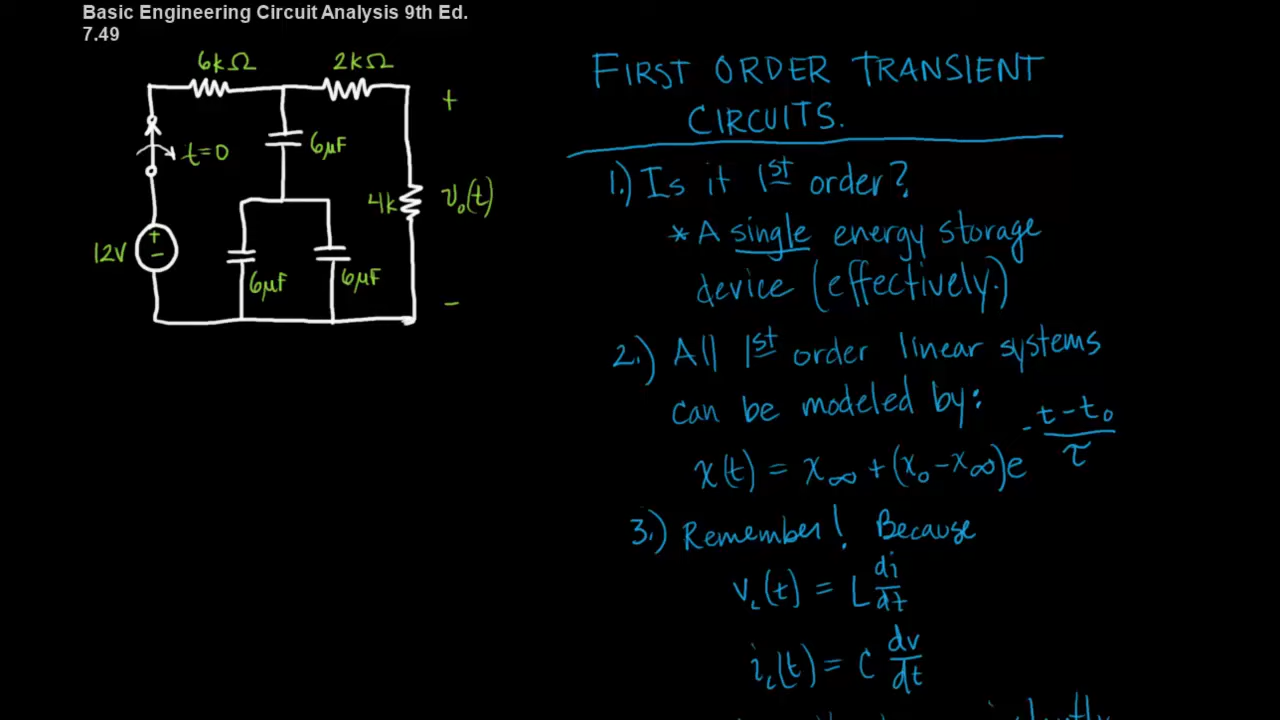 Basic Engineering Circuit Analysis 9th Ed.
7.49
6kΩ
2kΩ
+
t=0
6μF
4k
v₀(t)
12V
+
−
6μF
6μF
−
FIRST ORDER TRANSIENT
CIRCUITS.
1.) Is it 1st order?
* A single energy storage
device (effectively.)
2.) All 1st order linear systems
can be modeled by:
x(t) = x∞ + (x₀ − x∞)e^(−(t−t₀)/τ)
3.) Remember! Because
v_L(t) = L di/dt
i_c(t) = C dv/dt